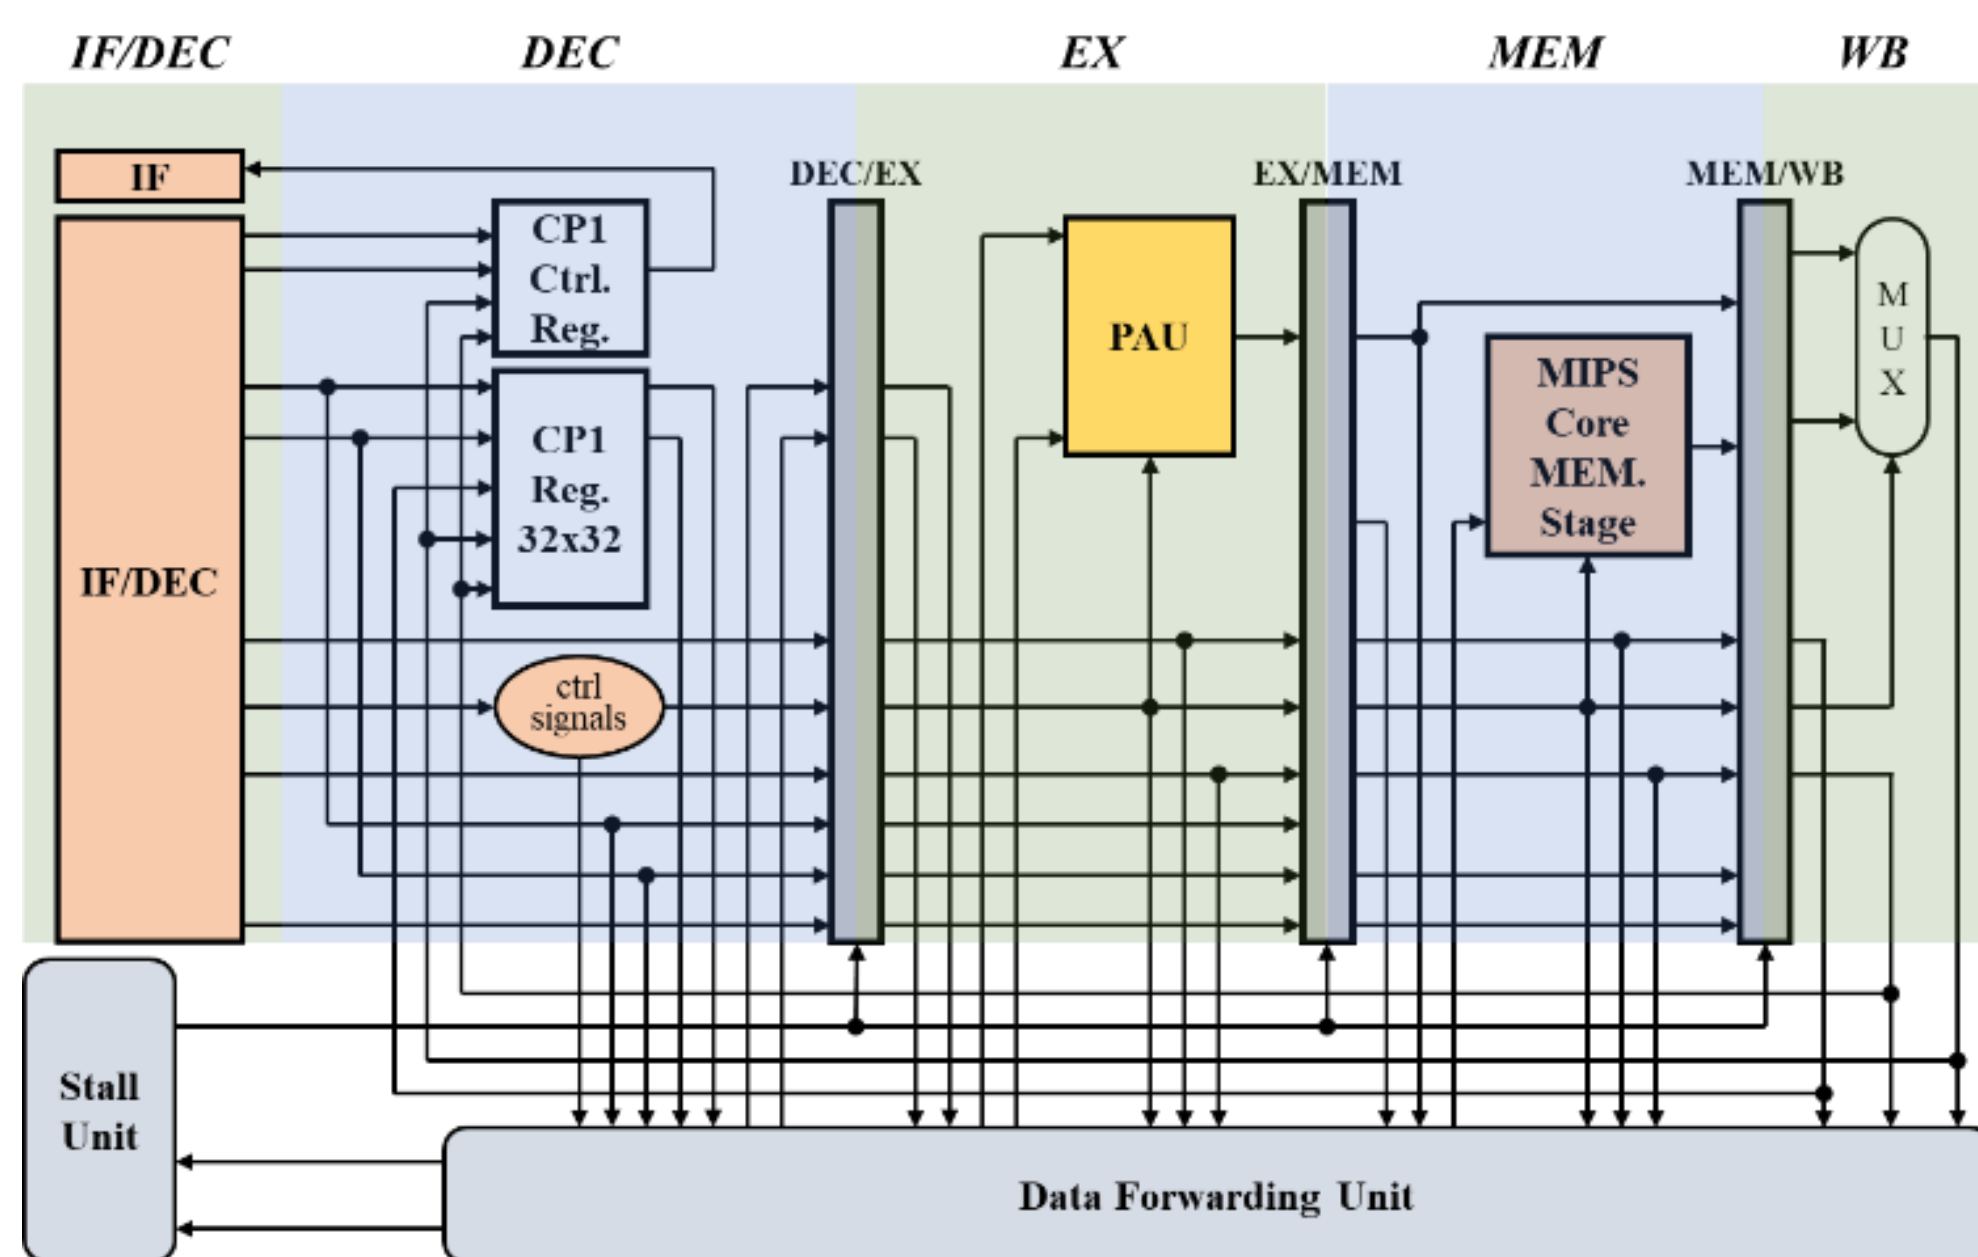 IF/DEC
DEC
EX
MEM
WB
IF
DEC/EX
EX/MEM
MEM/WB
CP1
Ctrl.
Reg.
PAU
M
U
X
MIPS
Core
MEM.
Stage
CP1
Reg.
32x32
IF/DEC
ctrl
signals
Stall
Unit
Data Forwarding Unit